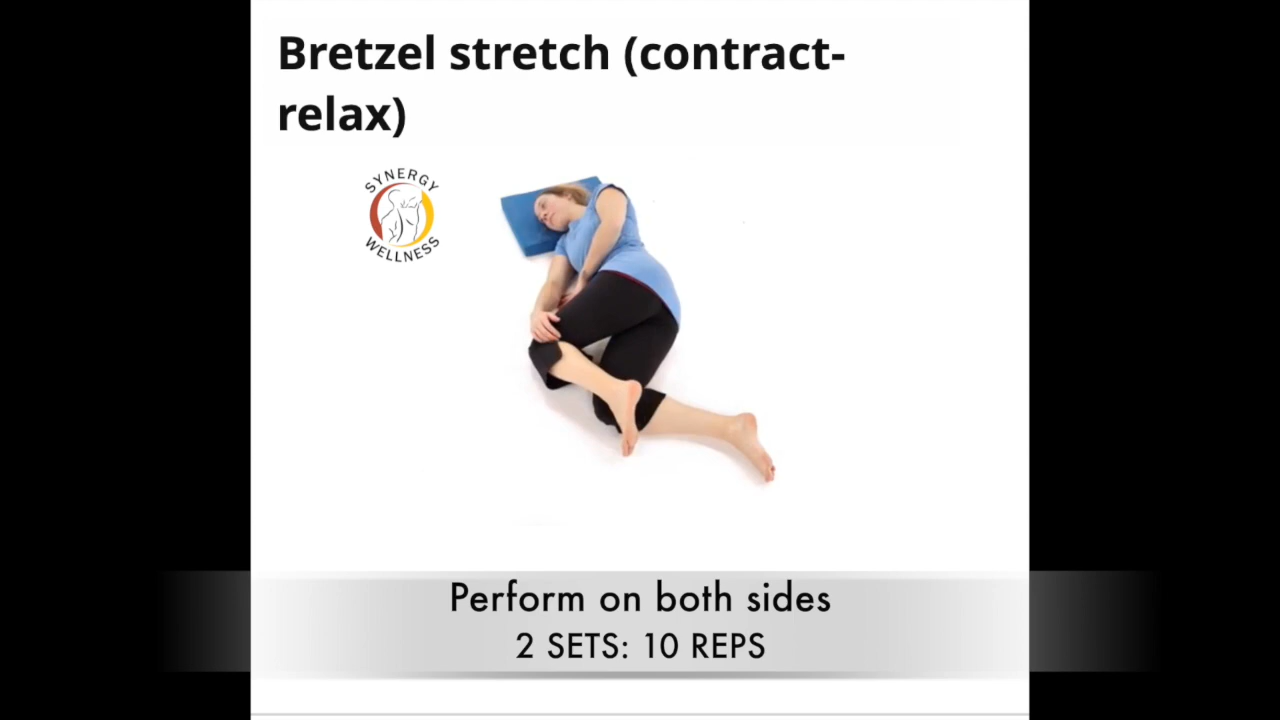 Bretzel stretch (contract-
relax)
SYNERGY
WELLNESS
Perform on both sides
2 SETS: 10 REPS